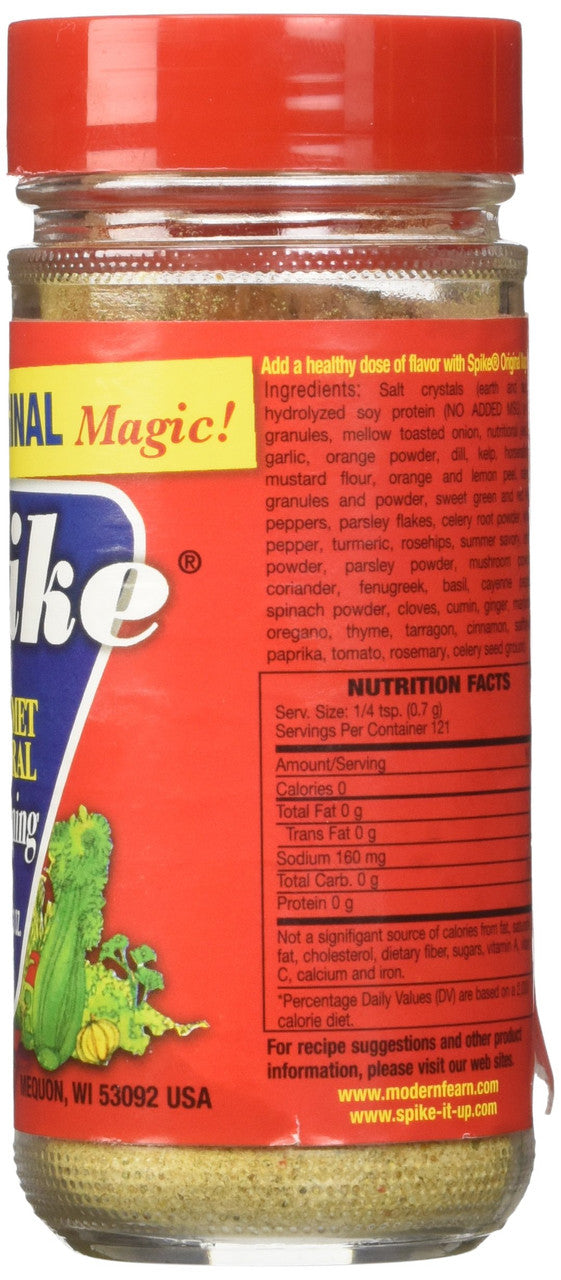 INAL Magic!
ike®
MET
RAL
ning
Z.
MEQUON, WI 53092 USA
Add a healthy dose of flavor with Spike® Original
Ingredients: Salt crystals (earth and
hydrolyzed soy protein (NO ADDED MSG)
granules, mellow toasted onion, nutritional
garlic, orange powder, dill, kelp,
mustard flour, orange and lemon peel,
granules and powder, sweet green and red
peppers, parsley flakes, celery root powder
pepper, turmeric, rosehips, summer savory,
powder, parsley powder, mushroom
coriander, fenugreek, basil, cayenne
spinach powder, cloves, cumin, ginger,
oregano, thyme, tarragon, cinnamon,
paprika, tomato, rosemary, celery seed ground
NUTRITION FACTS
Serv. Size: 1/4 tsp. (0.7 g)
Servings Per Container 121
Amount/Serving
Calories 0
Total Fat 0 g
Trans Fat 0 g
Sodium 160 mg
Total Carb. 0 g
Protein 0 g
Not a signifigant source of calories from fat,
fat, cholesterol, dietary fiber, sugars, vitamin A,
C, calcium and iron.
*Percentage Daily Values (DV) are based on a
calorie diet.
For recipe suggestions and other product
information, please visit our web sites.
www.modernfearn.com
www.spike-it-up.com